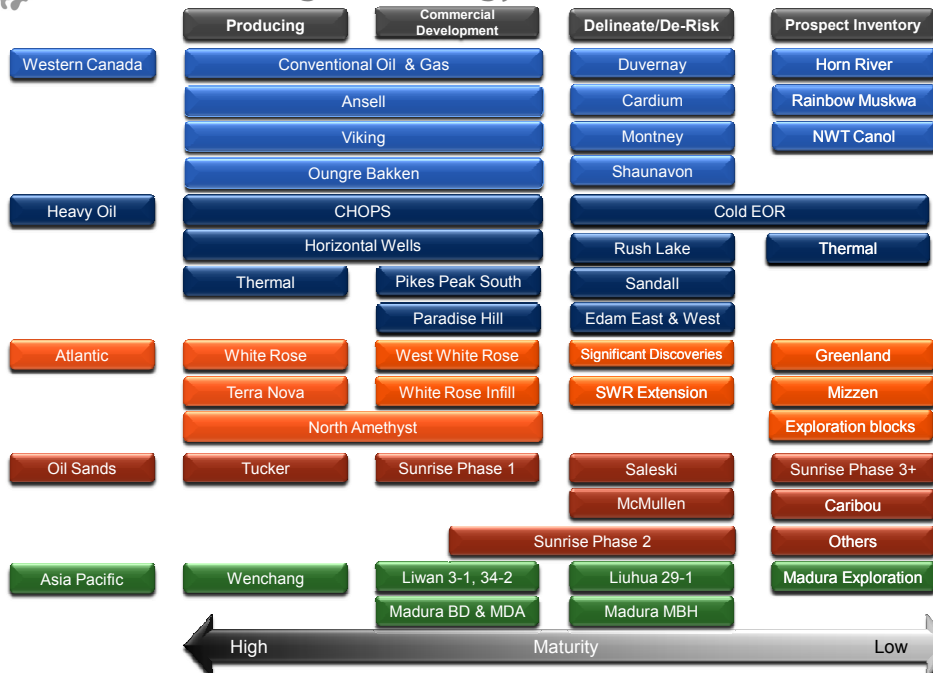 Producing
Commercial
Development
Delineate/De-Risk
Prospect Inventory
Western Canada
Conventional Oil & Gas
Duvernay
Horn River
Ansell
Cardium
Rainbow Muskwa
Viking
Montney
NWT Canol
Oungre Bakken
Shaunavon
Heavy Oil
CHOPS
Cold EOR
Horizontal Wells
Rush Lake
Thermal
Thermal
Pikes Peak South
Sandall
Paradise Hill
Edam East & West
Atlantic
White Rose
West White Rose
Significant Discoveries
Greenland
Terra Nova
White Rose Infill
SWR Extension
Mizzen
North Amethyst
Exploration blocks
Oil Sands
Tucker
Sunrise Phase 1
Saleski
Sunrise Phase 3+
McMullen
Caribou
Sunrise Phase 2
Others
Asia Pacific
Wenchang
Liwan 3-1, 34-2
Liuhua 29-1
Madura Exploration
Madura BD & MDA
Madura MBH
High
Maturity
Low